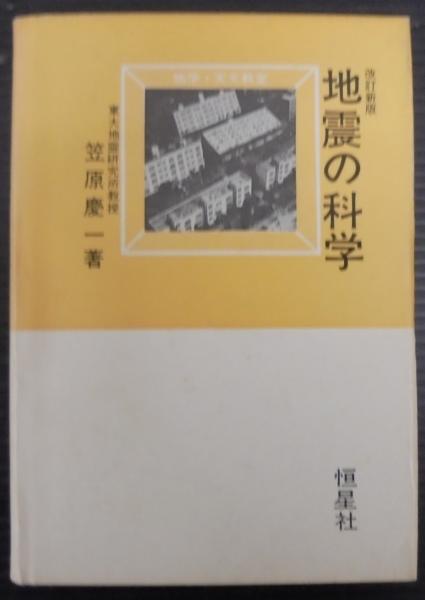 改訂新版
地震の科学
地学・天文教室
東大地震研究所教授
笠原慶一著
恒星社